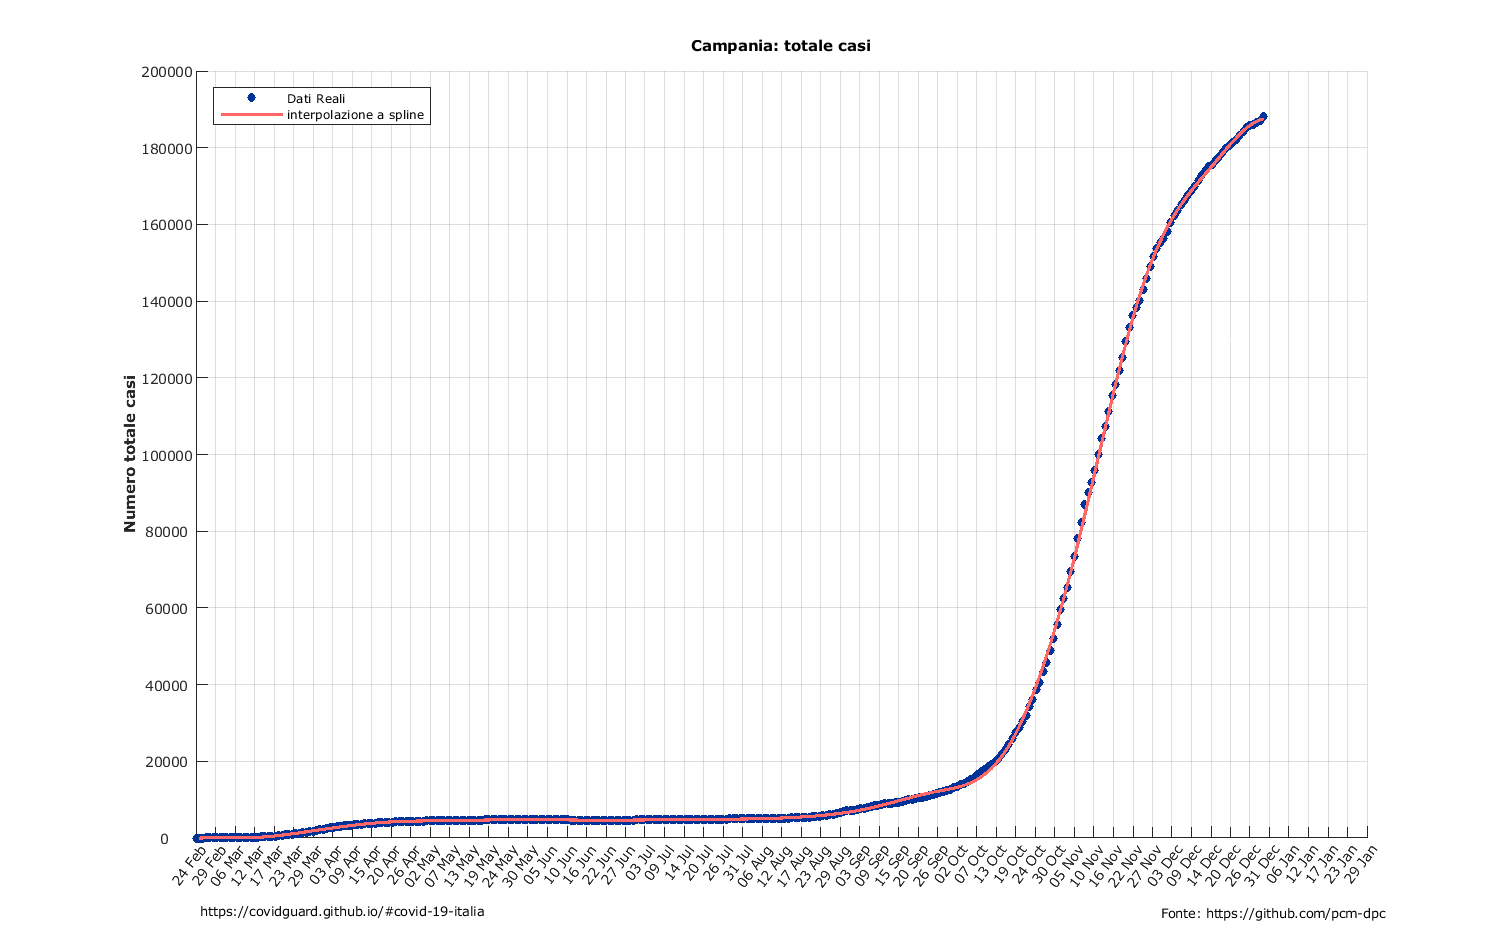 Campania: totale casi
Dati Reali
interpolazione a spline
Numero totale casi
200000
180000
160000
140000
120000
100000
80000
60000
40000
20000
0
24 Feb
29 Feb
06 Mar
12 Mar
17 Mar
23 Mar
29 Mar
03 Apr
09 Apr
15 Apr
20 Apr
26 Apr
02 May
07 May
13 May
19 May
24 May
30 May
05 Jun
10 Jun
16 Jun
22 Jun
27 Jun
03 Jul
09 Jul
14 Jul
20 Jul
26 Jul
31 Jul
06 Aug
12 Aug
17 Aug
23 Aug
29 Aug
03 Sep
09 Sep
15 Sep
20 Sep
26 Sep
02 Oct
07 Oct
13 Oct
19 Oct
24 Oct
30 Oct
05 Nov
10 Nov
16 Nov
22 Nov
27 Nov
03 Dec
09 Dec
14 Dec
20 Dec
26 Dec
31 Dec
06 Jan
12 Jan
17 Jan
23 Jan
29 Jan
https://covidguard.github.io/#covid-19-italia
Fonte: https://github.com/pcm-dpc